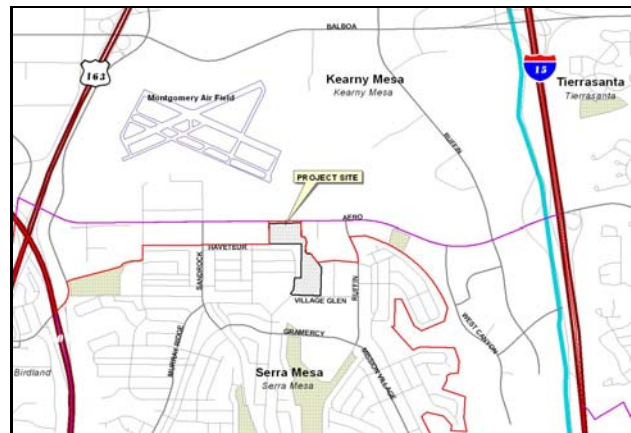 BALBOA
163
Kearny Mesa
Kearny Mesa
15
Tierrasanta
Tierrasanta
Montgomery Air Field
RUFFIN
PROJECT SITE
AERO
HAVETEUR
SANDROCK
VILLAGE GLEN
RUFFIN
WEST CANYON
GRAMERCY
MURRAY RIDGE
MISSION VILLAGE
Birdland
Serra Mesa
Serra Mesa